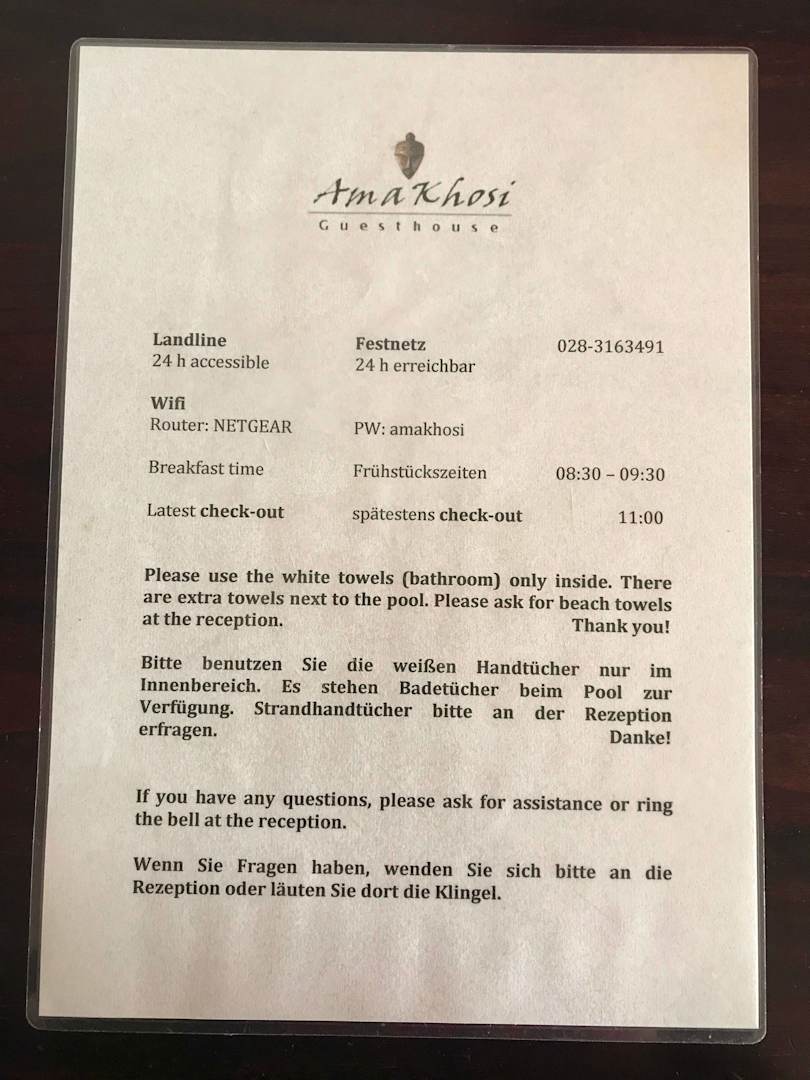 AmaKhosi
Guesthouse
Landline Festnetz 028-3163491
24 h accessible 24 h erreichbar
Wifi
Router: NETGEAR PW: amakhosi
Breakfast time Frühstückszeiten 08:30 – 09:30
Latest check-out spätestens check-out 11:00
Please use the white towels (bathroom) only inside. There
are extra towels next to the pool. Please ask for beach towels
at the reception. Thank you!
Bitte benutzen Sie die weißen Handtücher nur im
Innenbereich. Es stehen Badetücher beim Pool zur
Verfügung. Strandhandtücher bitte an der Rezeption
erfragen. Danke!
If you have any questions, please ask for assistance or ring
the bell at the reception.
Wenn Sie Fragen haben, wenden Sie sich bitte an die
Rezeption oder läuten Sie dort die Klingel.